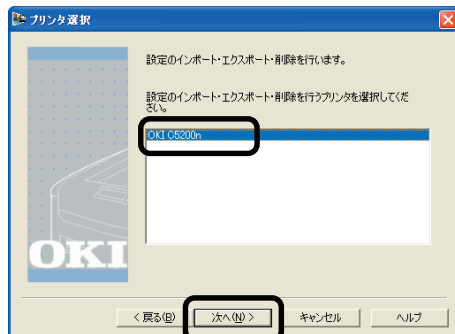 プリンタ選択
設定のインポート・エクスポート・削除を行います。
設定のインポート・エクスポート・削除を行うプリンタを選択してくだ
さい。
OKI C5200n
OKI
< 戻る(B)
次へ(N) >
キャンセル
ヘルプ